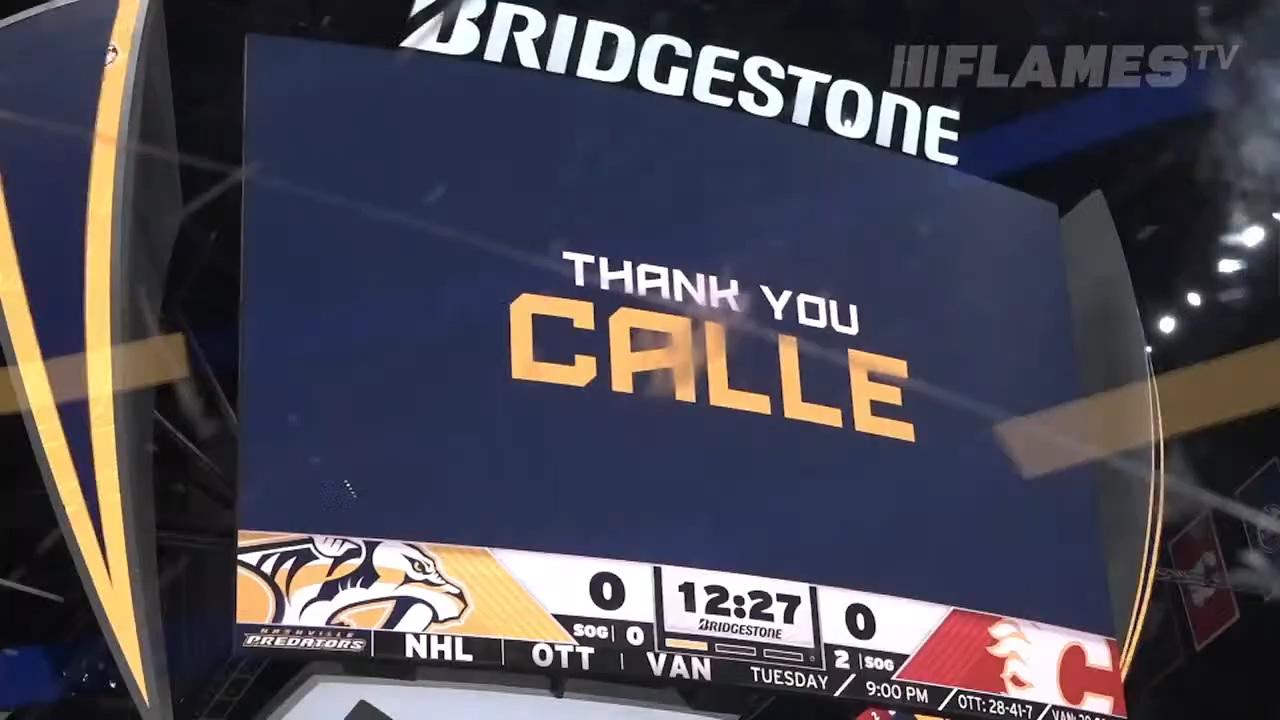 BRIDGESTONE
FLAMES TV
THANK YOU
CALLE
0
12:27
0
BRIDGESTONE
SOG 0
2 SOG
NASHVILLE
PREDATORS
NHL OTT VAN TUESDAY 9:00 PM OTT: 28-41-7
C